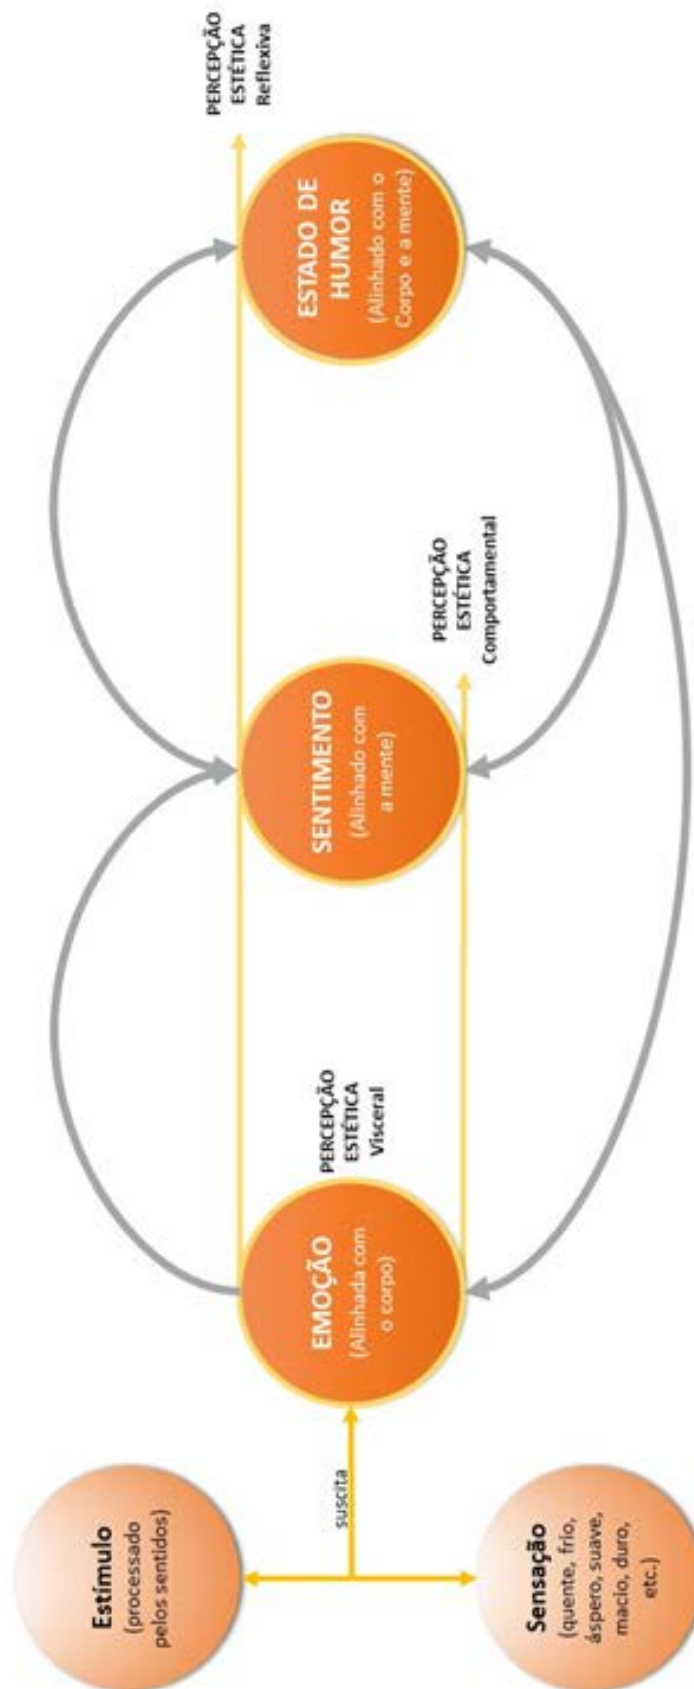 Estímulo
(processado
pelos sentidos)
Sensação
(quente, frio,
áspero, suave,
macio, duro,
etc.)
suscita
EMOÇÃO
(Alinhada com
o corpo)
PERCEPÇÃO
ESTÉTICA
Visceral
SENTIMENTO
(Alinhado com
a mente)
PERCEPÇÃO
ESTÉTICA
Comportamental
ESTADO DE
HUMOR
(Alinhado com o
Corpo e a mente)
PERCEPÇÃO
ESTÉTICA
Reflexiva